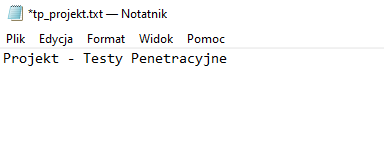 *tp_projekt.txt — Notatnik
Plik Edycja Format Widok Pomoc
Projekt - Testy Penetracyjne